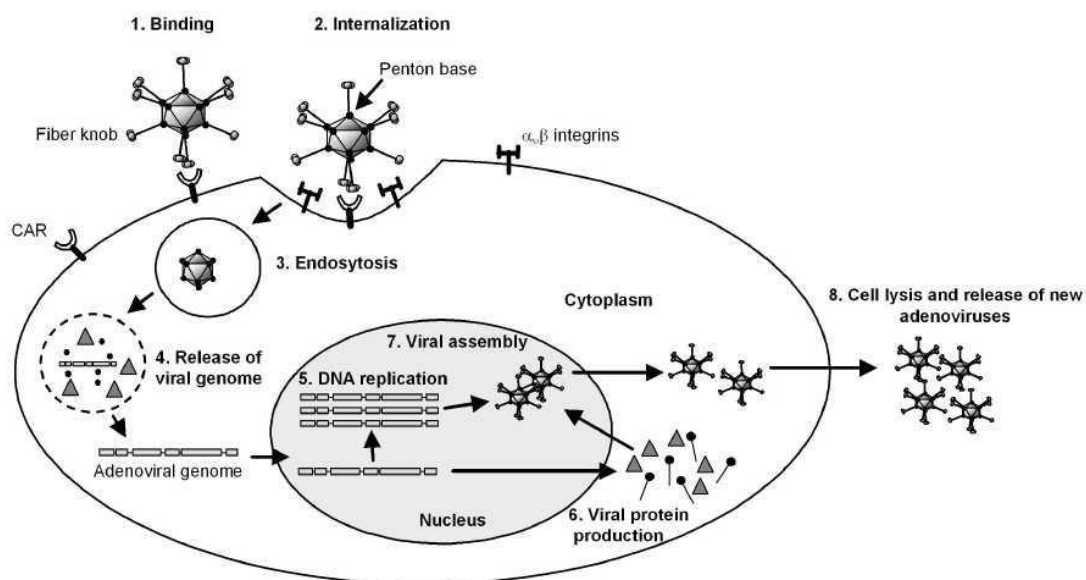 1. Binding
2. Internalization
Penton base
Fiber knob
αᵥβ integrins
CAR
3. Endosytosis
Cytoplasm
8. Cell lysis and release of new
adenoviruses
4. Release of
viral genome
7. Viral assembly
5. DNA replication
Adenoviral genome
Nucleus
6. Viral protein
production